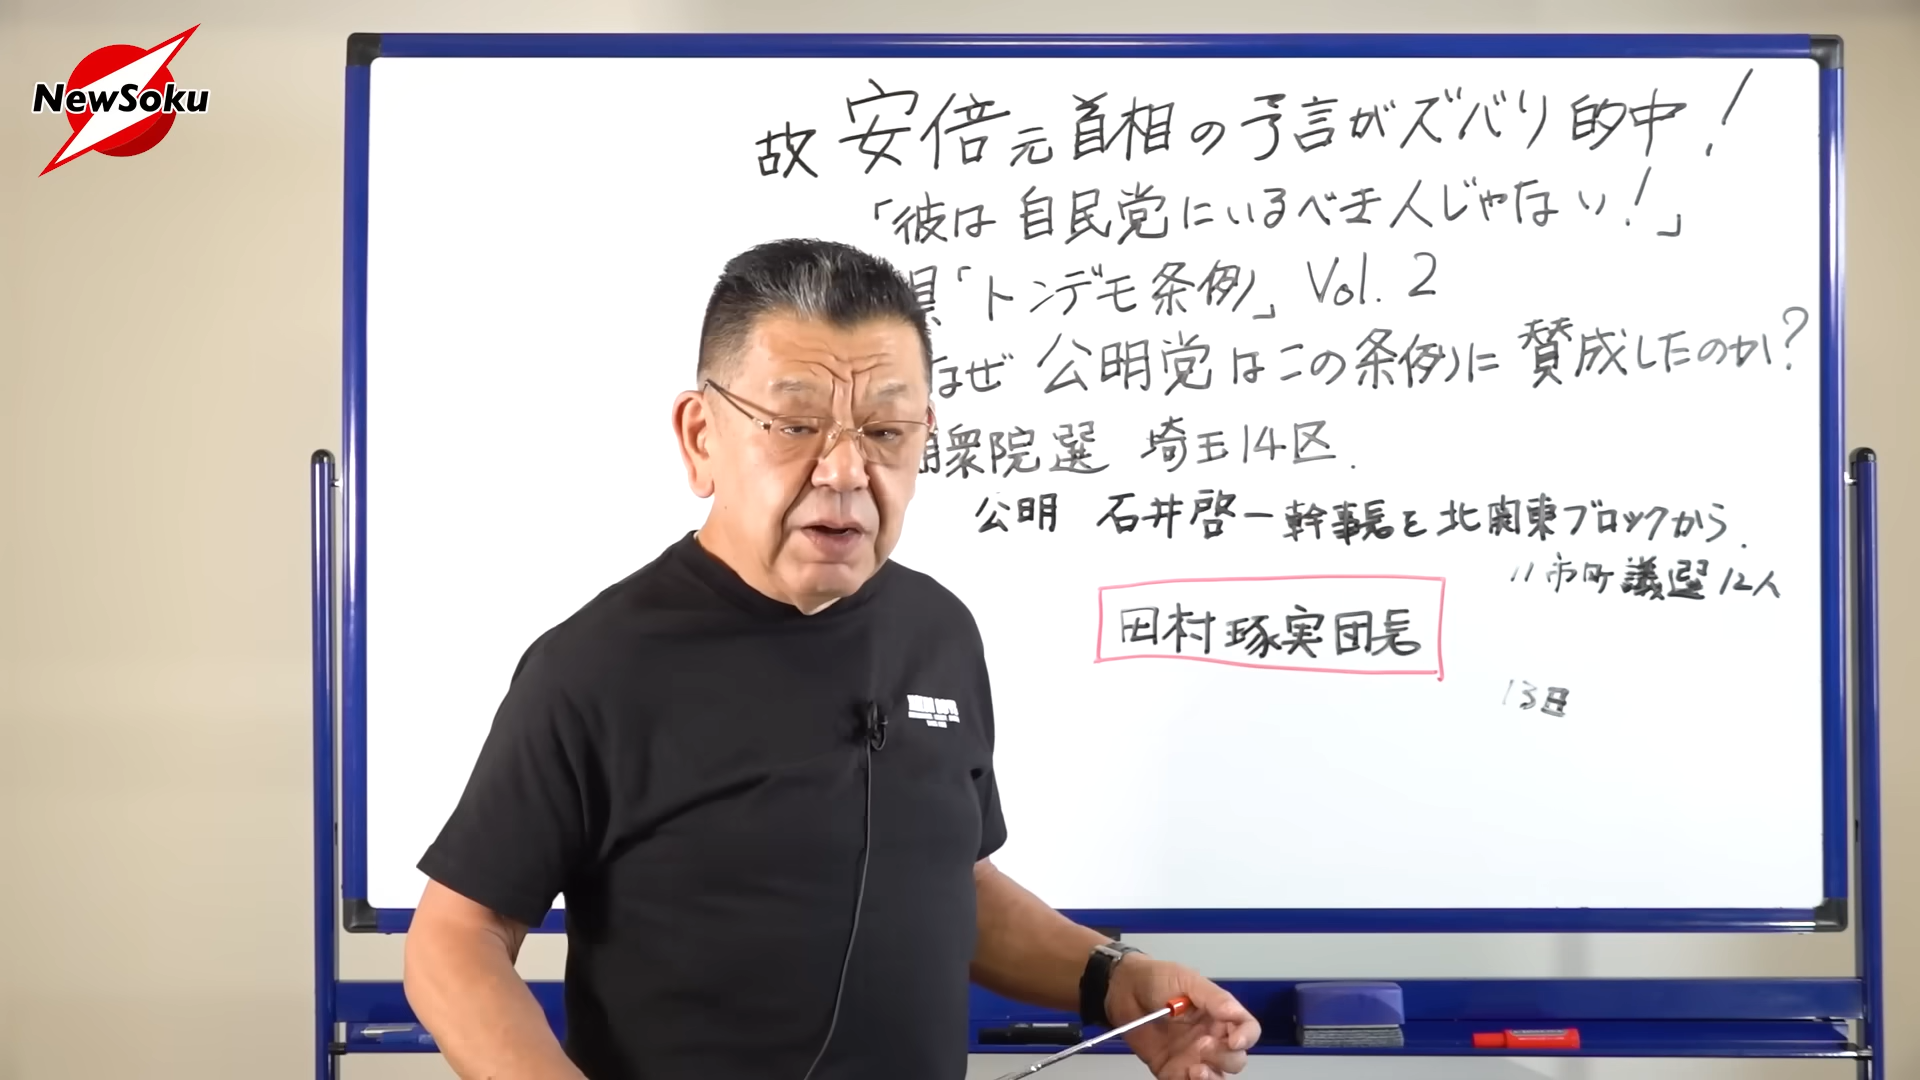 NewSoku
故 安倍元首相の予言がズバリ的中!
「彼は自民党にいるべき人じゃない!」
県「トンデモ条例」Vol.2
なぜ 公明党はこの条例に賛成したのか?
衆院選 埼玉14区.
公明 石井啓一幹事長を北関東ブロックから.
〃市町議選12人
田村琢実団長
13日